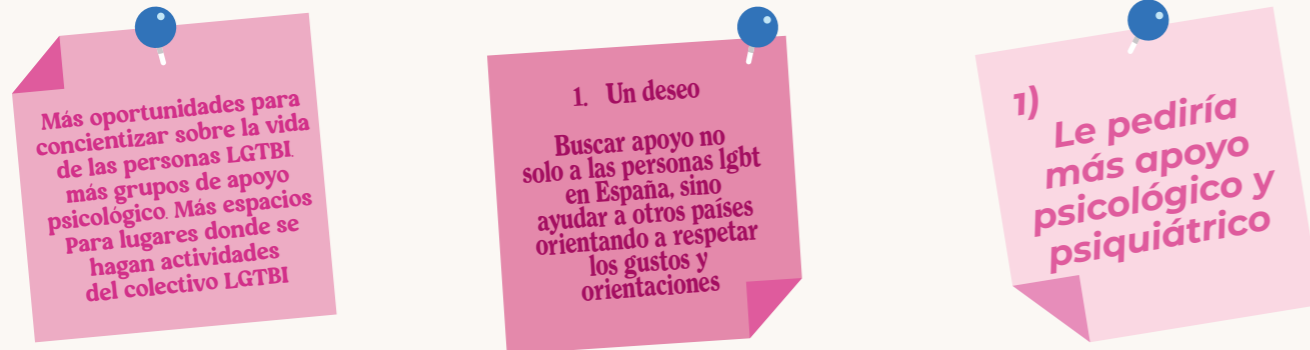 Más oportunidades para
concientizar sobre la vida
de las personas LGTBI.
más grupos de apoyo
psicológico. Más espacios
Para lugares donde se
hagan actividades
del colectivo LGTBI
1. Un deseo
Buscar apoyo no
solo a las personas lgbt
en España, sino
ayudar a otros países
orientando a respetar
los gustos y
orientaciones
1)
Le pediría
más apoyo
psicológico y
psiquiátrico